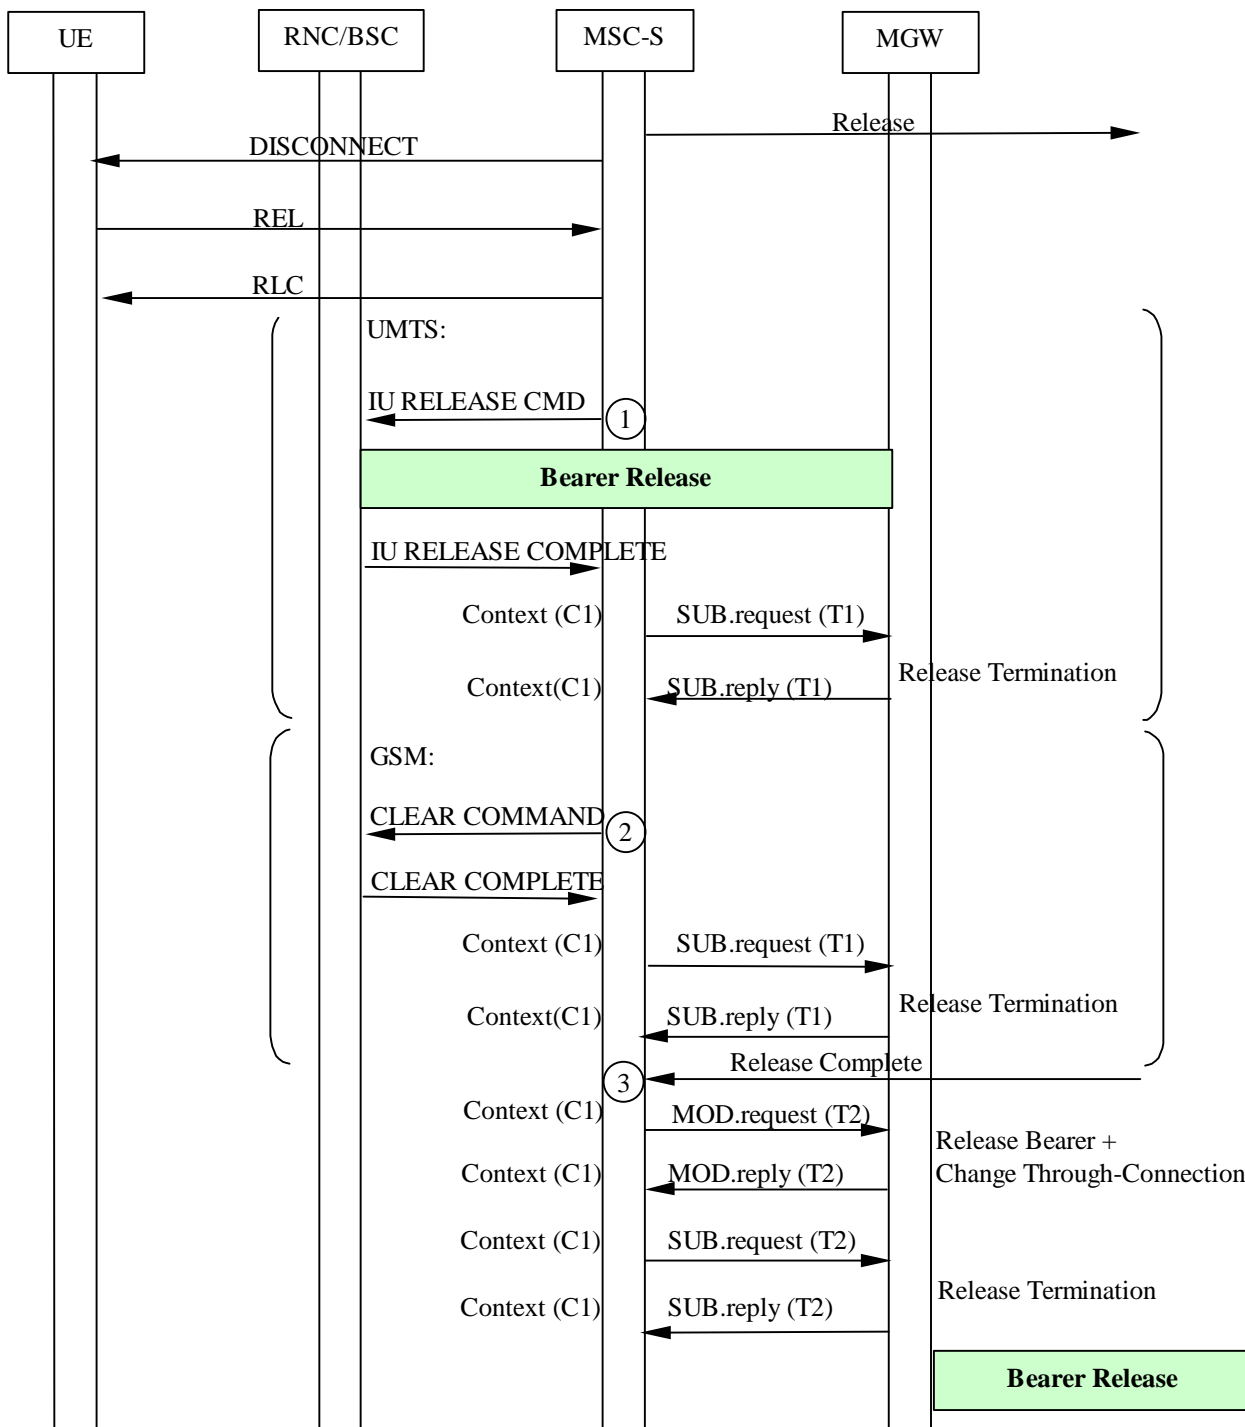 UE
RNC/BSC
MSC-S
MGW
Release
DISCONNECT
REL
RLC
UMTS:
IU RELEASE CMD
1
Bearer Release
IU RELEASE COMPLETE
Context (C1)
SUB.request (T1)
Context(C1)
SUB.reply (T1)
Release Termination
GSM:
CLEAR COMMAND
2
CLEAR COMPLETE
Context (C1)
SUB.request (T1)
Context(C1)
SUB.reply (T1)
Release Termination
Release Complete
3
Context (C1)
MOD.request (T2)
Release Bearer +
Change Through-Connection
Context (C1)
MOD.reply (T2)
Context (C1)
SUB.request (T2)
Release Termination
Context (C1)
SUB.reply (T2)
Bearer Release